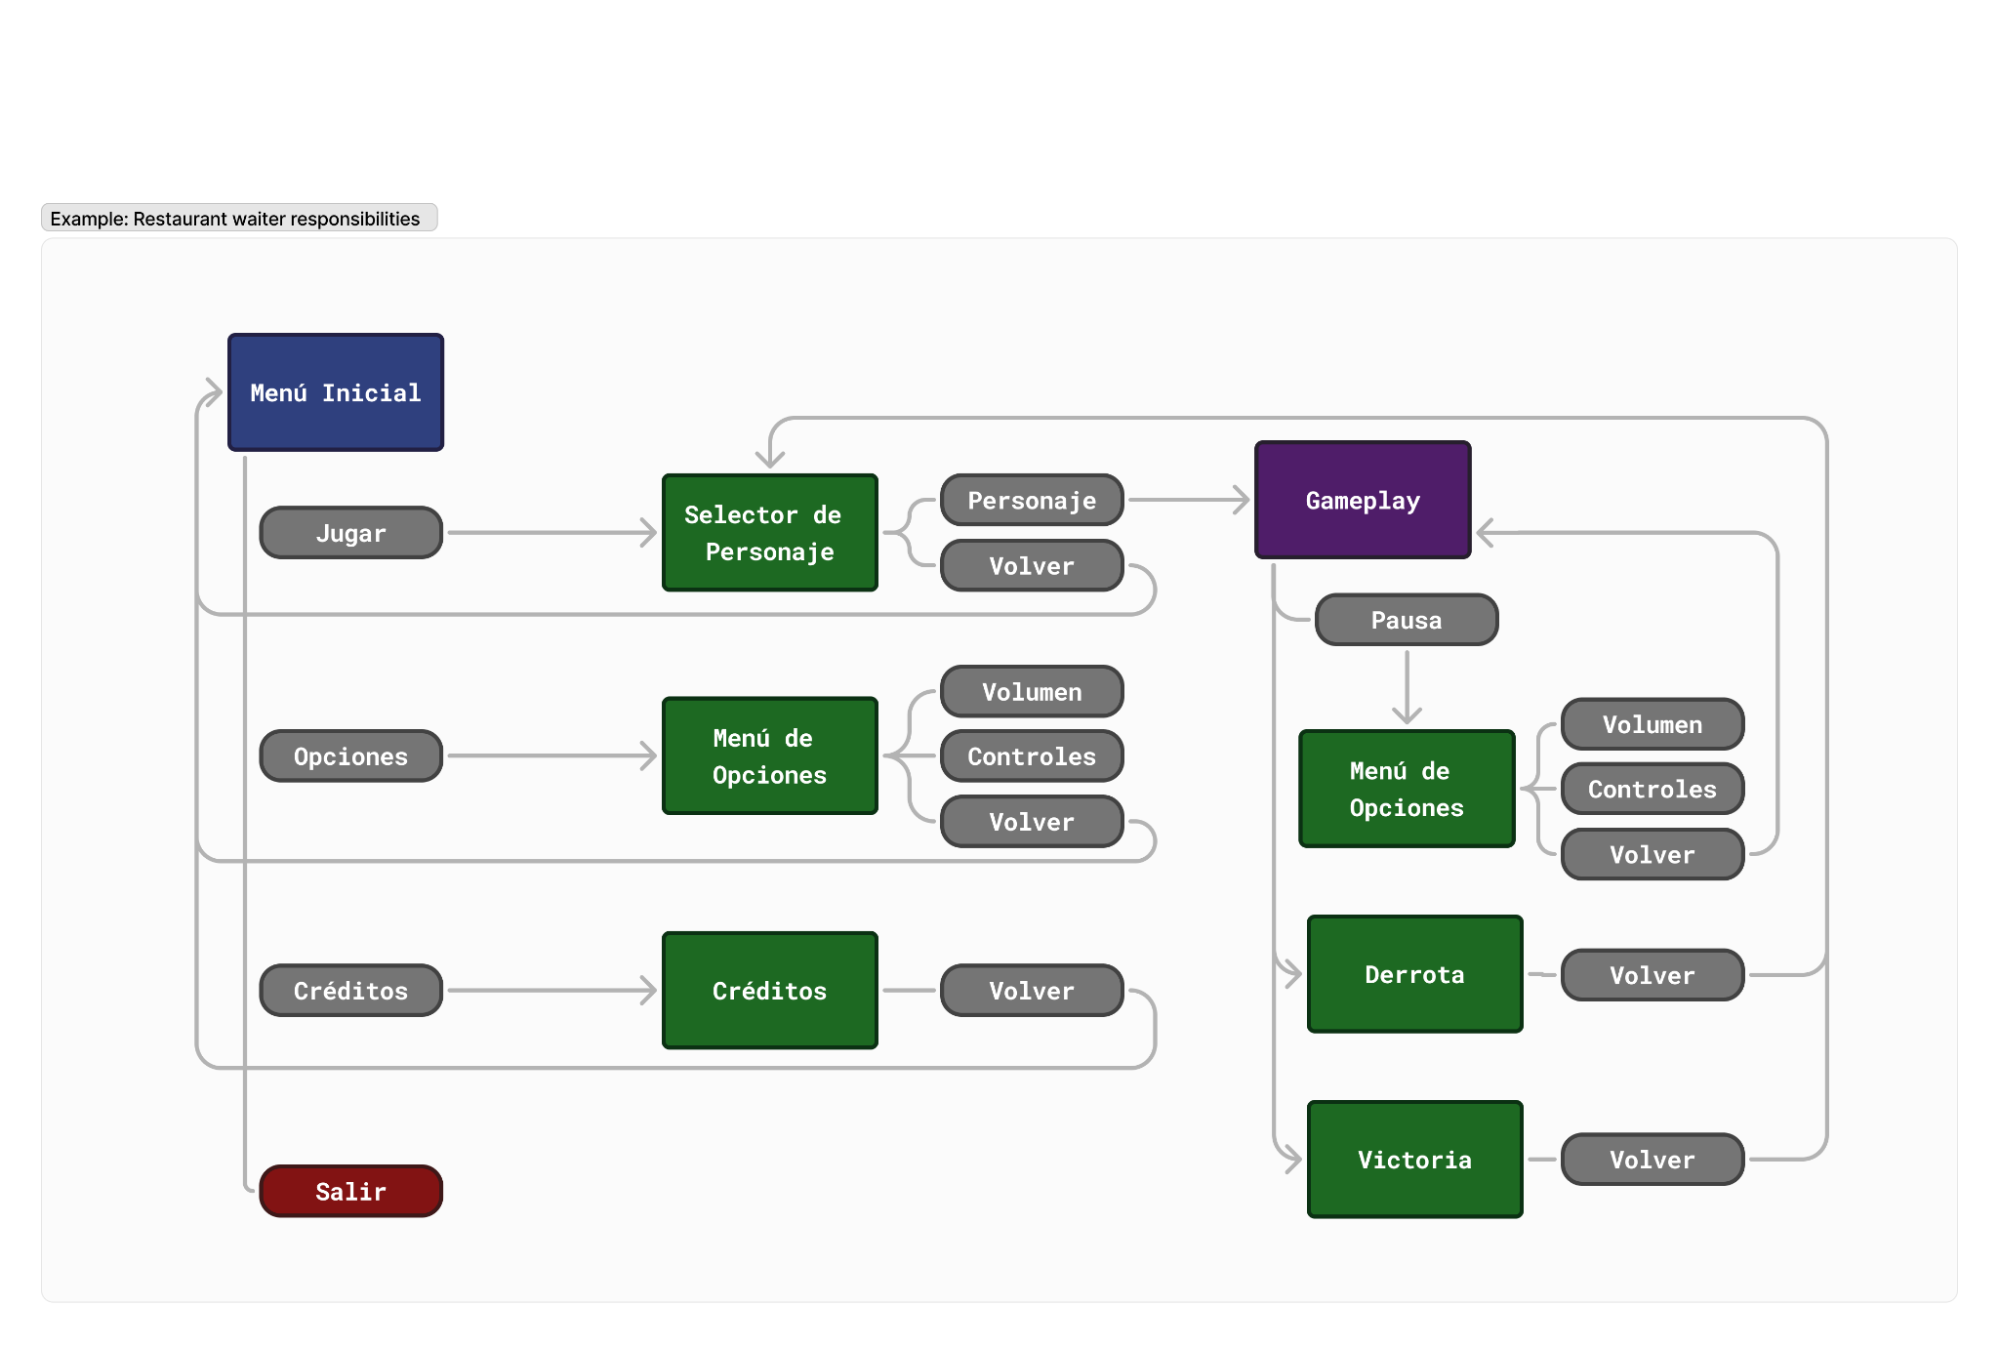 Example: Restaurant waiter responsibilities
Menú Inicial
Jugar
Selector de
Personaje
Personaje
Volver
Gameplay
Pausa
Opciones
Menú de
Opciones
Volumen
Controles
Volver
Menú de
Opciones
Volumen
Controles
Volver
Créditos
Créditos
Volver
Derrota
Volver
Victoria
Volver
Salir